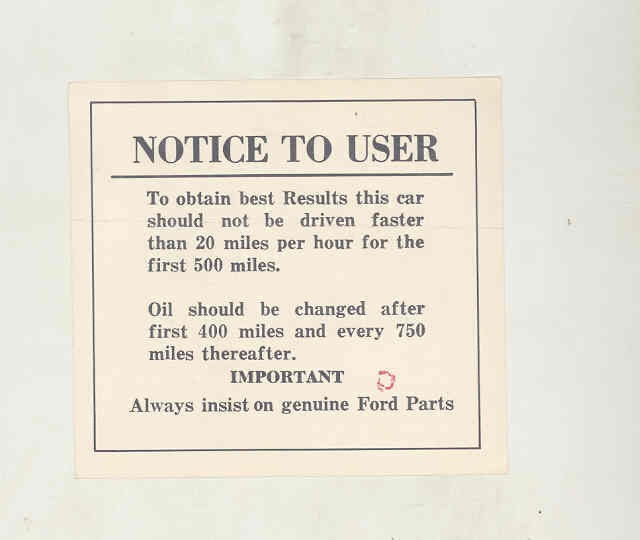 NOTICE TO USER
To obtain best Results this car
should not be driven faster
than 20 miles per hour for the
first 500 miles.
Oil should be changed after
first 400 miles and every 750
miles thereafter.
IMPORTANT
Always insist on genuine Ford Parts